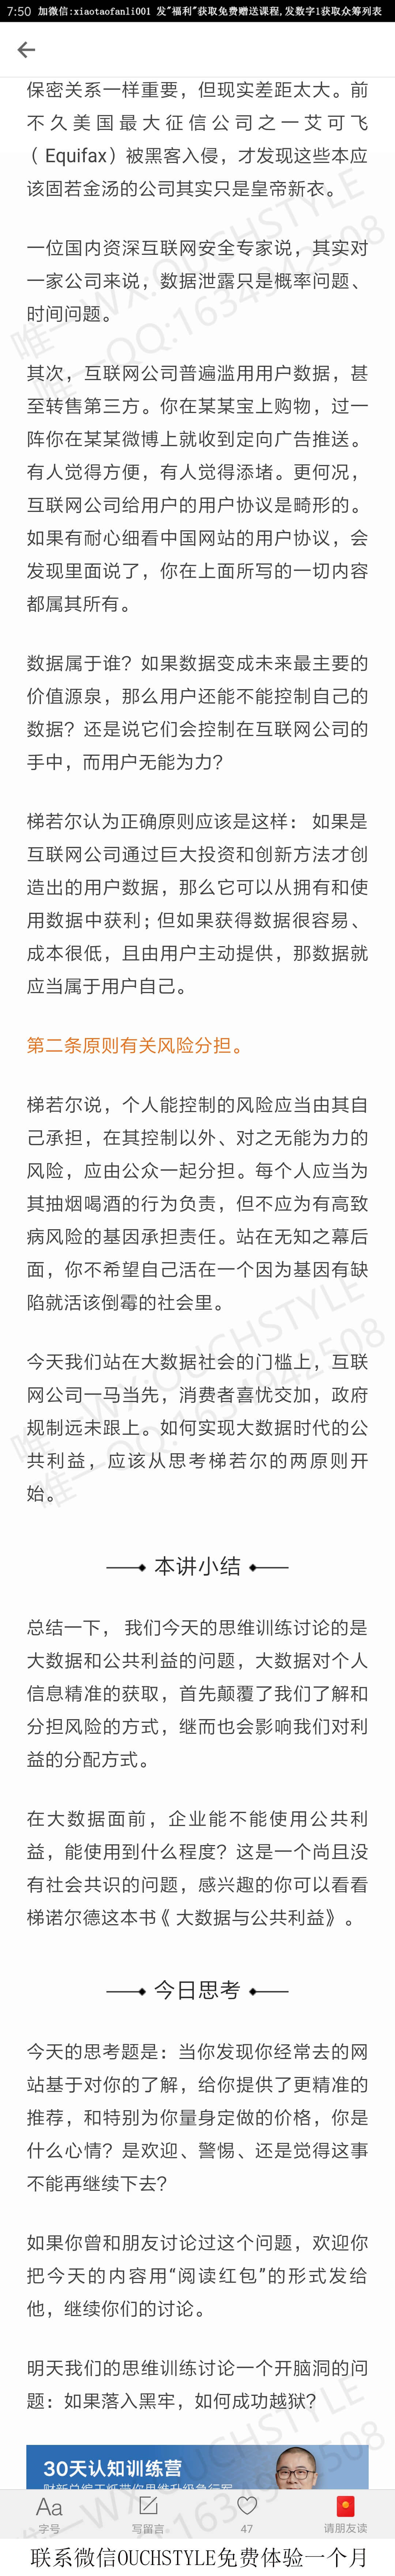 7:50 加微信:xiaotaofanli001 发"福利"获取免费赠送课程,发数字1获取众筹列表
保密关系一样重要，但现实差距太大。前
不久美国最大征信公司之一艾可飞
（Equifax）被黑客入侵，才发现这些本应
该固若金汤的公司其实只是皇帝新衣。
一位国内资深互联网安全专家说，其实对
一家公司来说，数据泄露只是概率问题、
时间问题。
唯一WX:OUCHSTYLE
唯一QQ:1634942508
其次，互联网公司普遍滥用用户数据，甚
至转售第三方。你在某某宝上购物，过一
阵你在某某微博上就收到定向广告推送。
有人觉得方便，有人觉得添堵。更何况，
互联网公司给用户的用户协议是畸形的。
如果有耐心细看中国网站的用户协议，会
发现里面说了，你在上面所写的一切内容
都属其所有。
数据属于谁？如果数据变成未来最主要的
价值源泉，那么用户还能不能控制自己的
数据？还是说它们会控制在互联网公司的
手中，而用户无能为力？
梯若尔认为正确原则应该是这样： 如果是
互联网公司通过巨大投资和创新方法才创
造出的用户数据，那么它可以从拥有和使
用数据中获利；但如果获得数据很容易、
成本很低，且由用户主动提供，那数据就
应当属于用户自己。
第二条原则有关风险分担。
梯若尔说，个人能控制的风险应当由其自
己承担，在其控制以外、对之无能为力的
风险，应由公众一起分担。每个人应当为
其抽烟喝酒的行为负责，但不应为有高致
病风险的基因承担责任。站在无知之幕后
面，你不希望自己活在一个因为基因有缺
陷就活该倒霉的社会里。
今天我们站在大数据社会的门槛上，互联
网公司一马当先，消费者喜忧交加，政府
规制远未跟上。如何实现大数据时代的公
共利益，应该从思考梯若尔的两原则开
始。
唯一WX:OUCHSTYLE
唯一QQ:1634942508
本讲小结
总结一下， 我们今天的思维训练讨论的是
大数据和公共利益的问题，大数据对个人
信息精准的获取，首先颠覆了我们了解和
分担风险的方式，继而也会影响我们对利
益的分配方式。
在大数据面前，企业能不能使用公共利
益，能使用到什么程度？这是一个尚且没
有社会共识的问题，感兴趣的你可以看看
梯诺尔德这本书《 大数据与公共利益》。
今日思考
今天的思考题是：当你发现你经常去的网
站基于对你的了解，给你提供了更精准的
推荐，和特别为你量身定做的价格，你是
什么心情？是欢迎、警惕、还是觉得这事
不能再继续下去？
如果你曾和朋友讨论过这个问题，欢迎你
把今天的内容用“阅读红包”的形式发给
他，继续你们的讨论。
明天我们的思维训练讨论一个开脑洞的问
题：如果落入黑牢，如何成功越狱？
30天认知训练营
Aa
字号
写留言
47
请朋友读
联系微信OUCHSTYLE免费体验一个月